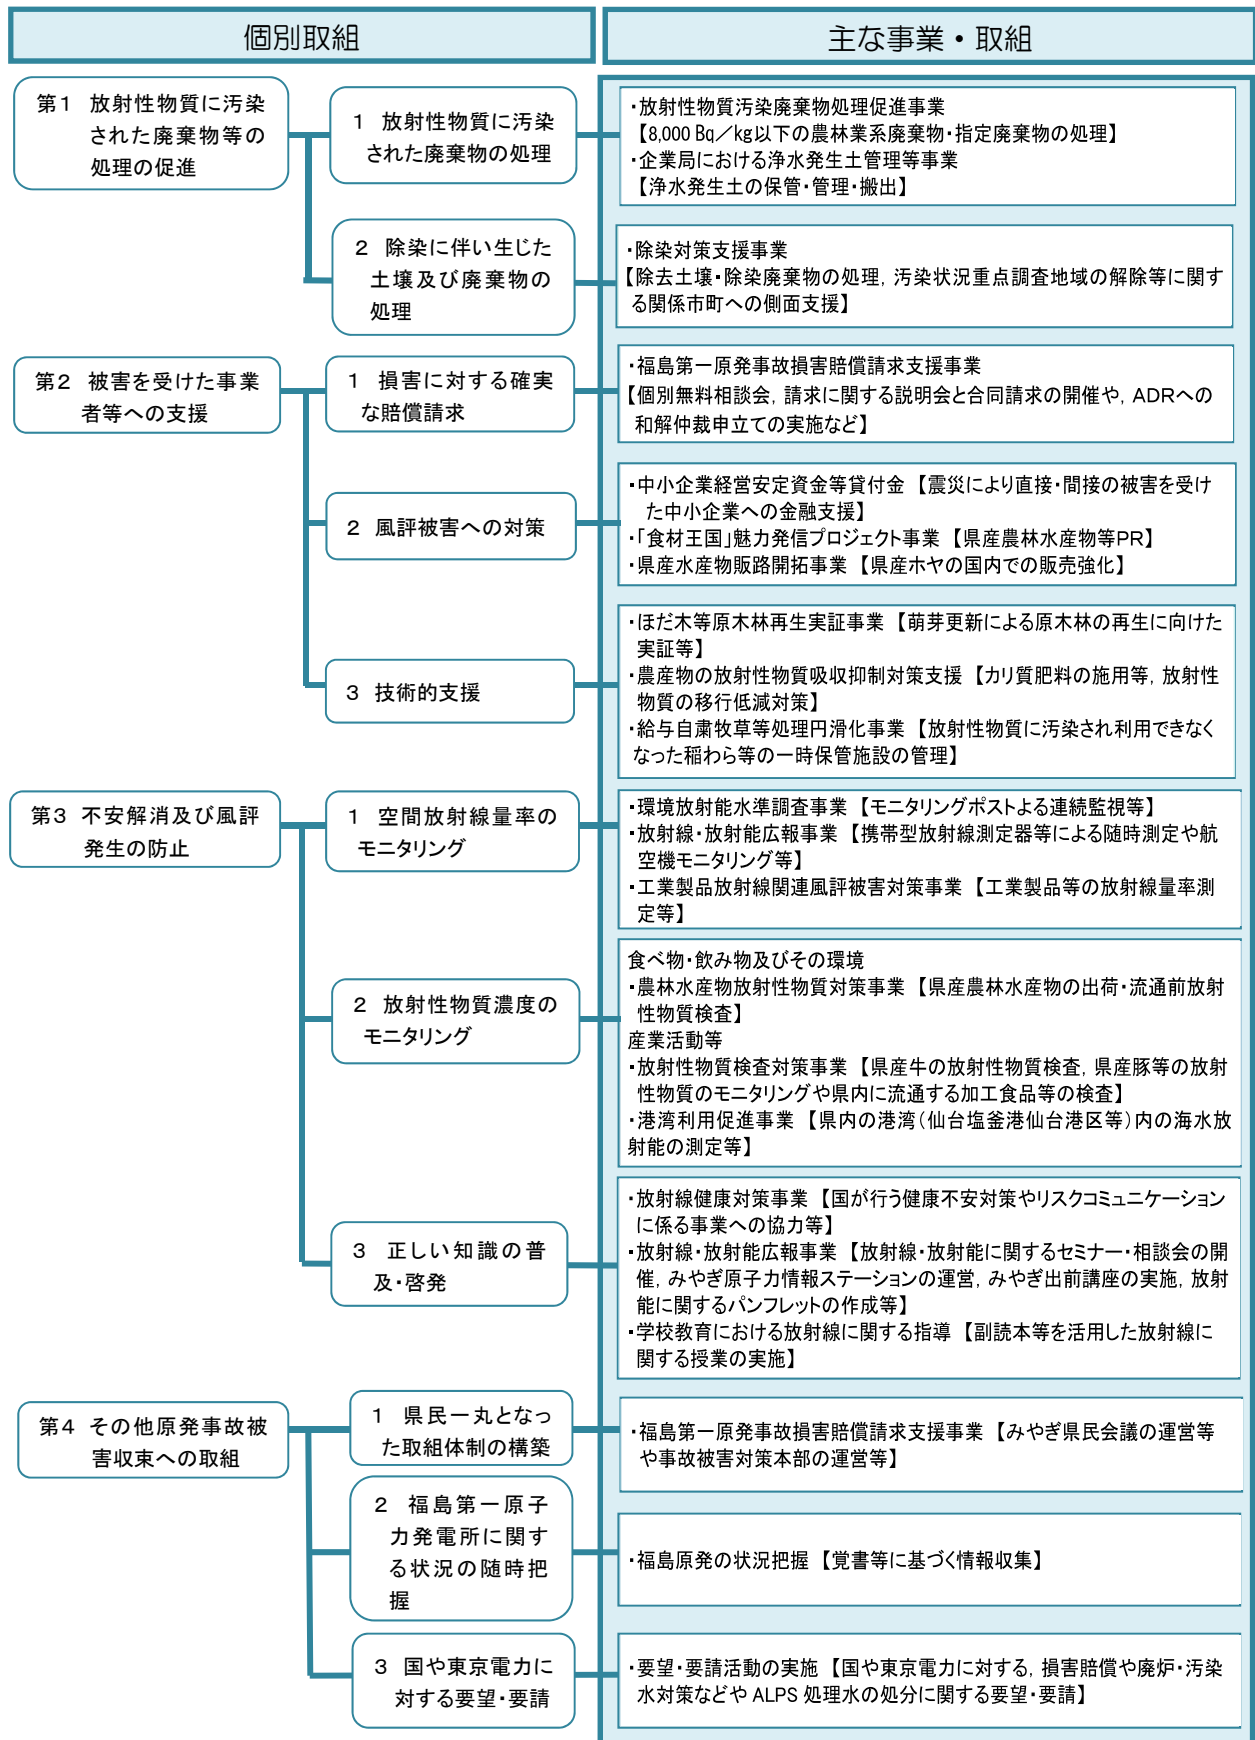 個別取組
主な事業・取組
第1 放射性物質に汚染
された廃棄物等の
処理の促進
1 放射性物質に汚染
された廃棄物の処理
・放射性物質汚染廃棄物処理促進事業
【8,000 Bq/kg以下の農林業系廃棄物・指定廃棄物の処理】
・企業局における浄水発生土管理等事業
【浄水発生土の保管・管理・搬出】
2 除染に伴い生じた
土壌及び廃棄物の
処理
・除染対策支援事業
【除去土壌・除染廃棄物の処理,汚染状況重点調査地域の解除等に関す
る関係市町への側面支援】
第2 被害を受けた事業
者等への支援
1 損害に対する確実
な賠償請求
・福島第一原発事故損害賠償請求支援事業
【個別無料相談会,請求に関する説明会と合同請求の開催や,ADRへの
和解仲裁申立ての実施など】
2 風評被害への対策
・中小企業経営安定資金等貸付金 【震災により直接・間接の被害を受け
た中小企業への金融支援】
・「食材王国」魅力発信プロジェクト事業 【県産農林水産物等PR】
・県産水産物販路開拓事業 【県産ホヤの国内での販売強化】
3 技術的支援
・ほだ木等原木林再生実証事業 【萌芽更新による原木林の再生に向けた
実証等】
・農産物の放射性物質吸収抑制対策支援 【カリ質肥料の施用等,放射性
物質の移行低減対策】
・給与自粛牧草等処理円滑化事業 【放射性物質に汚染され利用できなく
なった稲わら等の一時保管施設の管理】
第3 不安解消及び風評
発生の防止
1 空間放射線量率の
モニタリング
・環境放射能水準調査事業 【モニタリングポストよる連続監視等】
・放射線・放射能広報事業 【携帯型放射線測定器等による随時測定や航
空機モニタリング等】
・工業製品放射線関連風評被害対策事業 【工業製品等の放射線量率測
定等】
2 放射性物質濃度の
モニタリング
食べ物・飲み物及びその環境
・農林水産物放射性物質対策事業 【県産農林水産物の出荷・流通前放射
性物質検査】
産業活動等
・放射性物質検査対策事業 【県産牛の放射性物質検査,県産豚等の放射
性物質のモニタリングや県内に流通する加工食品等の検査】
・港湾利用促進事業 【県内の港湾(仙台塩釜港仙台港区等)内の海水放
射能の測定等】
3 正しい知識の普
及・啓発
・放射線健康対策事業 【国が行う健康不安対策やリスクコミュニケーション
に係る事業への協力等】
・放射線・放射能広報事業 【放射線・放射能に関するセミナー・相談会の開
催,みやぎ原子力情報ステーションの運営,みやぎ出前講座の実施,放射
能に関するパンフレットの作成等】
・学校教育における放射線に関する指導 【副読本等を活用した放射線に
関する授業の実施】
第4 その他原発事故被
害収束への取組
1 県民一丸となっ
た取組体制の構築
・福島第一原発事故損害賠償請求支援事業 【みやぎ県民会議の運営等
や事故被害対策本部の運営等】
2 福島第一原子
力発電所に関す
る状況の随時把
握
・福島原発の状況把握 【覚書等に基づく情報収集】
3 国や東京電力に
対する要望・要請
・要望・要請活動の実施 【国や東京電力に対する,損害賠償や廃炉・汚染
水対策などや ALPS 処理水の処分に関する要望・要請】